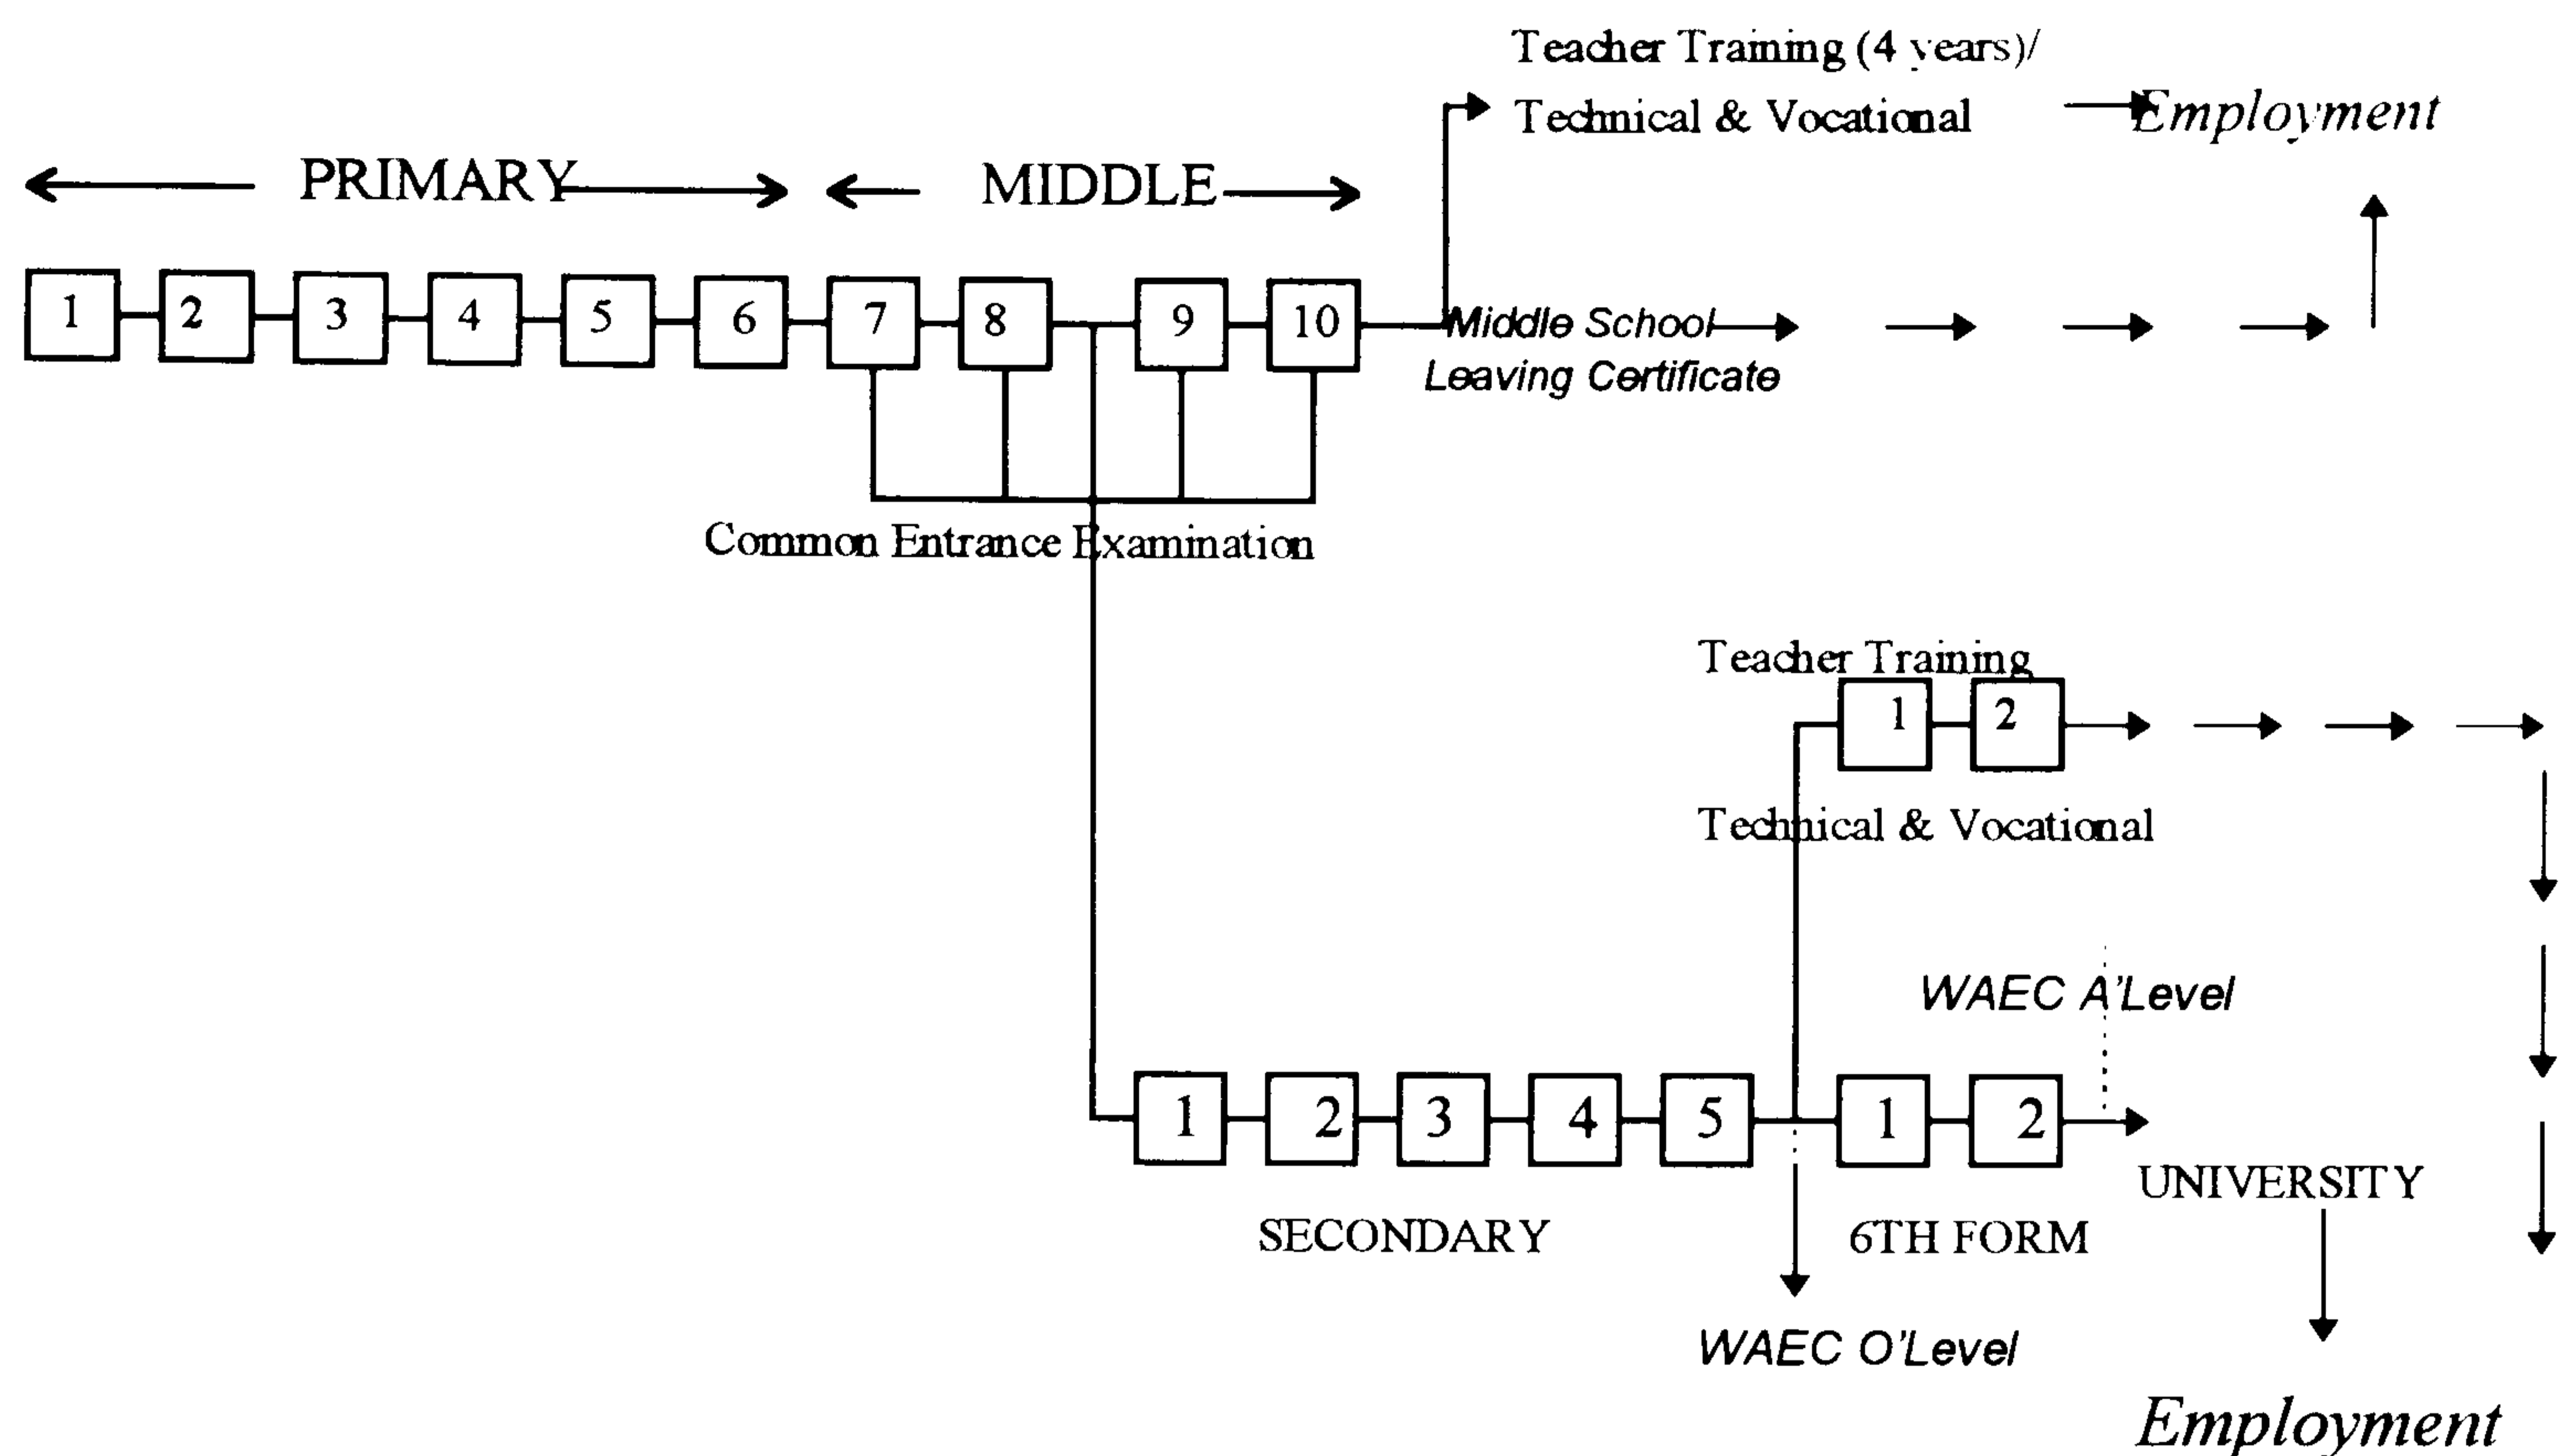 Teacher Training (4 years)/
Technical & Vocational
Employment
PRIMARY MIDDLE
1 2 3 4 5 6 7 8 9 10
Middle School
Leaving Certificate
Common Entrance Examination
Teacher Training
1 2
Technical & Vocational
WAEC A'Level
1 2 3 4 5 1 2
UNIVERSITY
SECONDARY 6TH FORM
WAEC O'Level
Employment